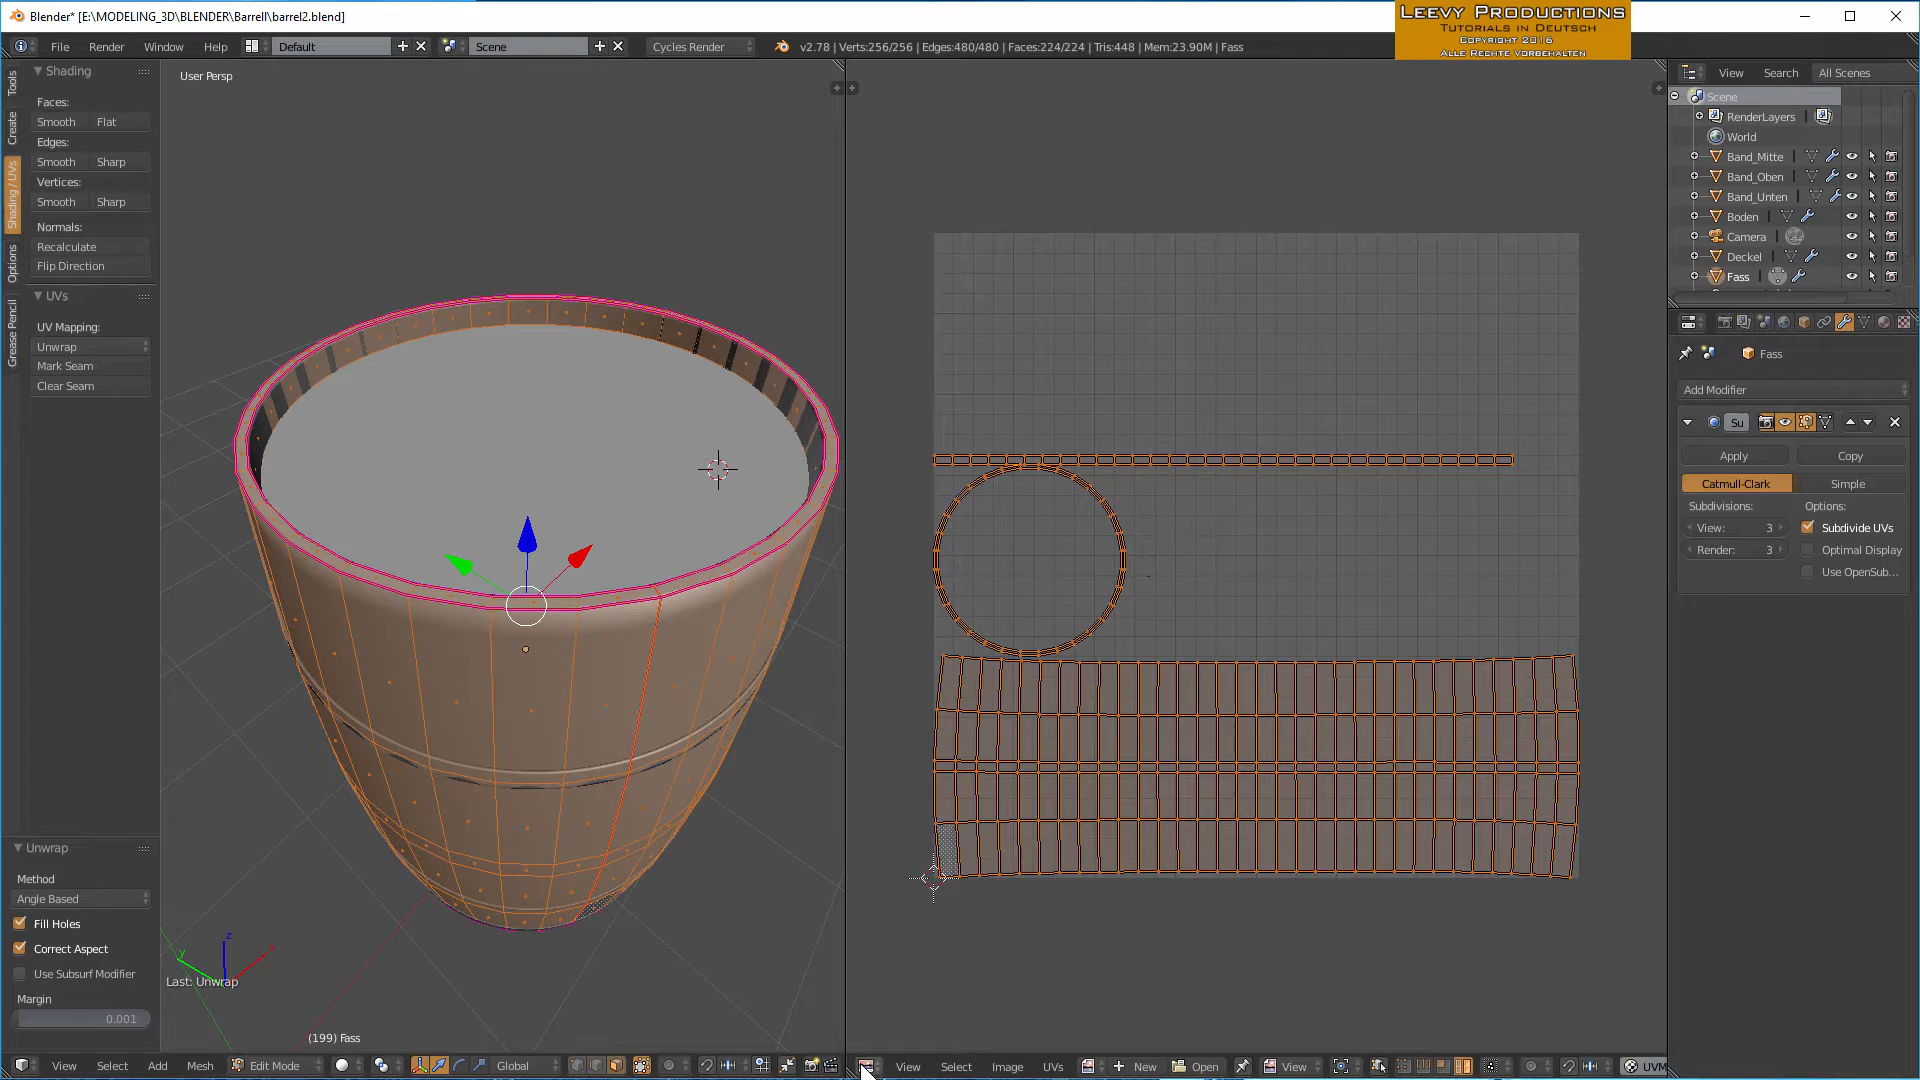 Blender* [E:\MODELING_3D\BLENDER\Barrell\barrel2.blend]
LEEVY PRODUCTIONS
TUTORIALS IN DEUTSCH
COPYRIGHT 2016
ALLE RECHTE VORBEHALTEN
File Render Window Help Default Scene Cycles Render v2.78 | Verts:256/256 | Edges:480/480 | Faces:224/224 | Tris:448 | Mem:23.90M | Fass
Tools
Create
Shading / UVs
Options
Grease Pencil
Shading
Faces:
Smooth Flat
Edges:
Smooth Sharp
Vertices:
Smooth Sharp
Normals:
Recalculate
Flip Direction
UVs
UV Mapping:
Unwrap
Mark Seam
Clear Seam
Unwrap
Method
Angle Based
Fill Holes
Correct Aspect
Use Subsurf Modifier
Margin
0.001
User Persp
z
y
x
Last: Unwrap
(199) Fass
View Select Add Mesh Edit Mode Global
View Select Image UVs New Open View UVM
View Search All Scenes
Scene
RenderLayers |
World
Band_Mitte
Band_Oben
Band_Unten
Boden
Camera
Deckel
Fass
Fass
Add Modifier
Su
Apply Copy
Catmull-Clark Simple
Subdivisions: Options:
View: 3 Subdivide UVs
Render: 3 Optimal Display
Use OpenSub...